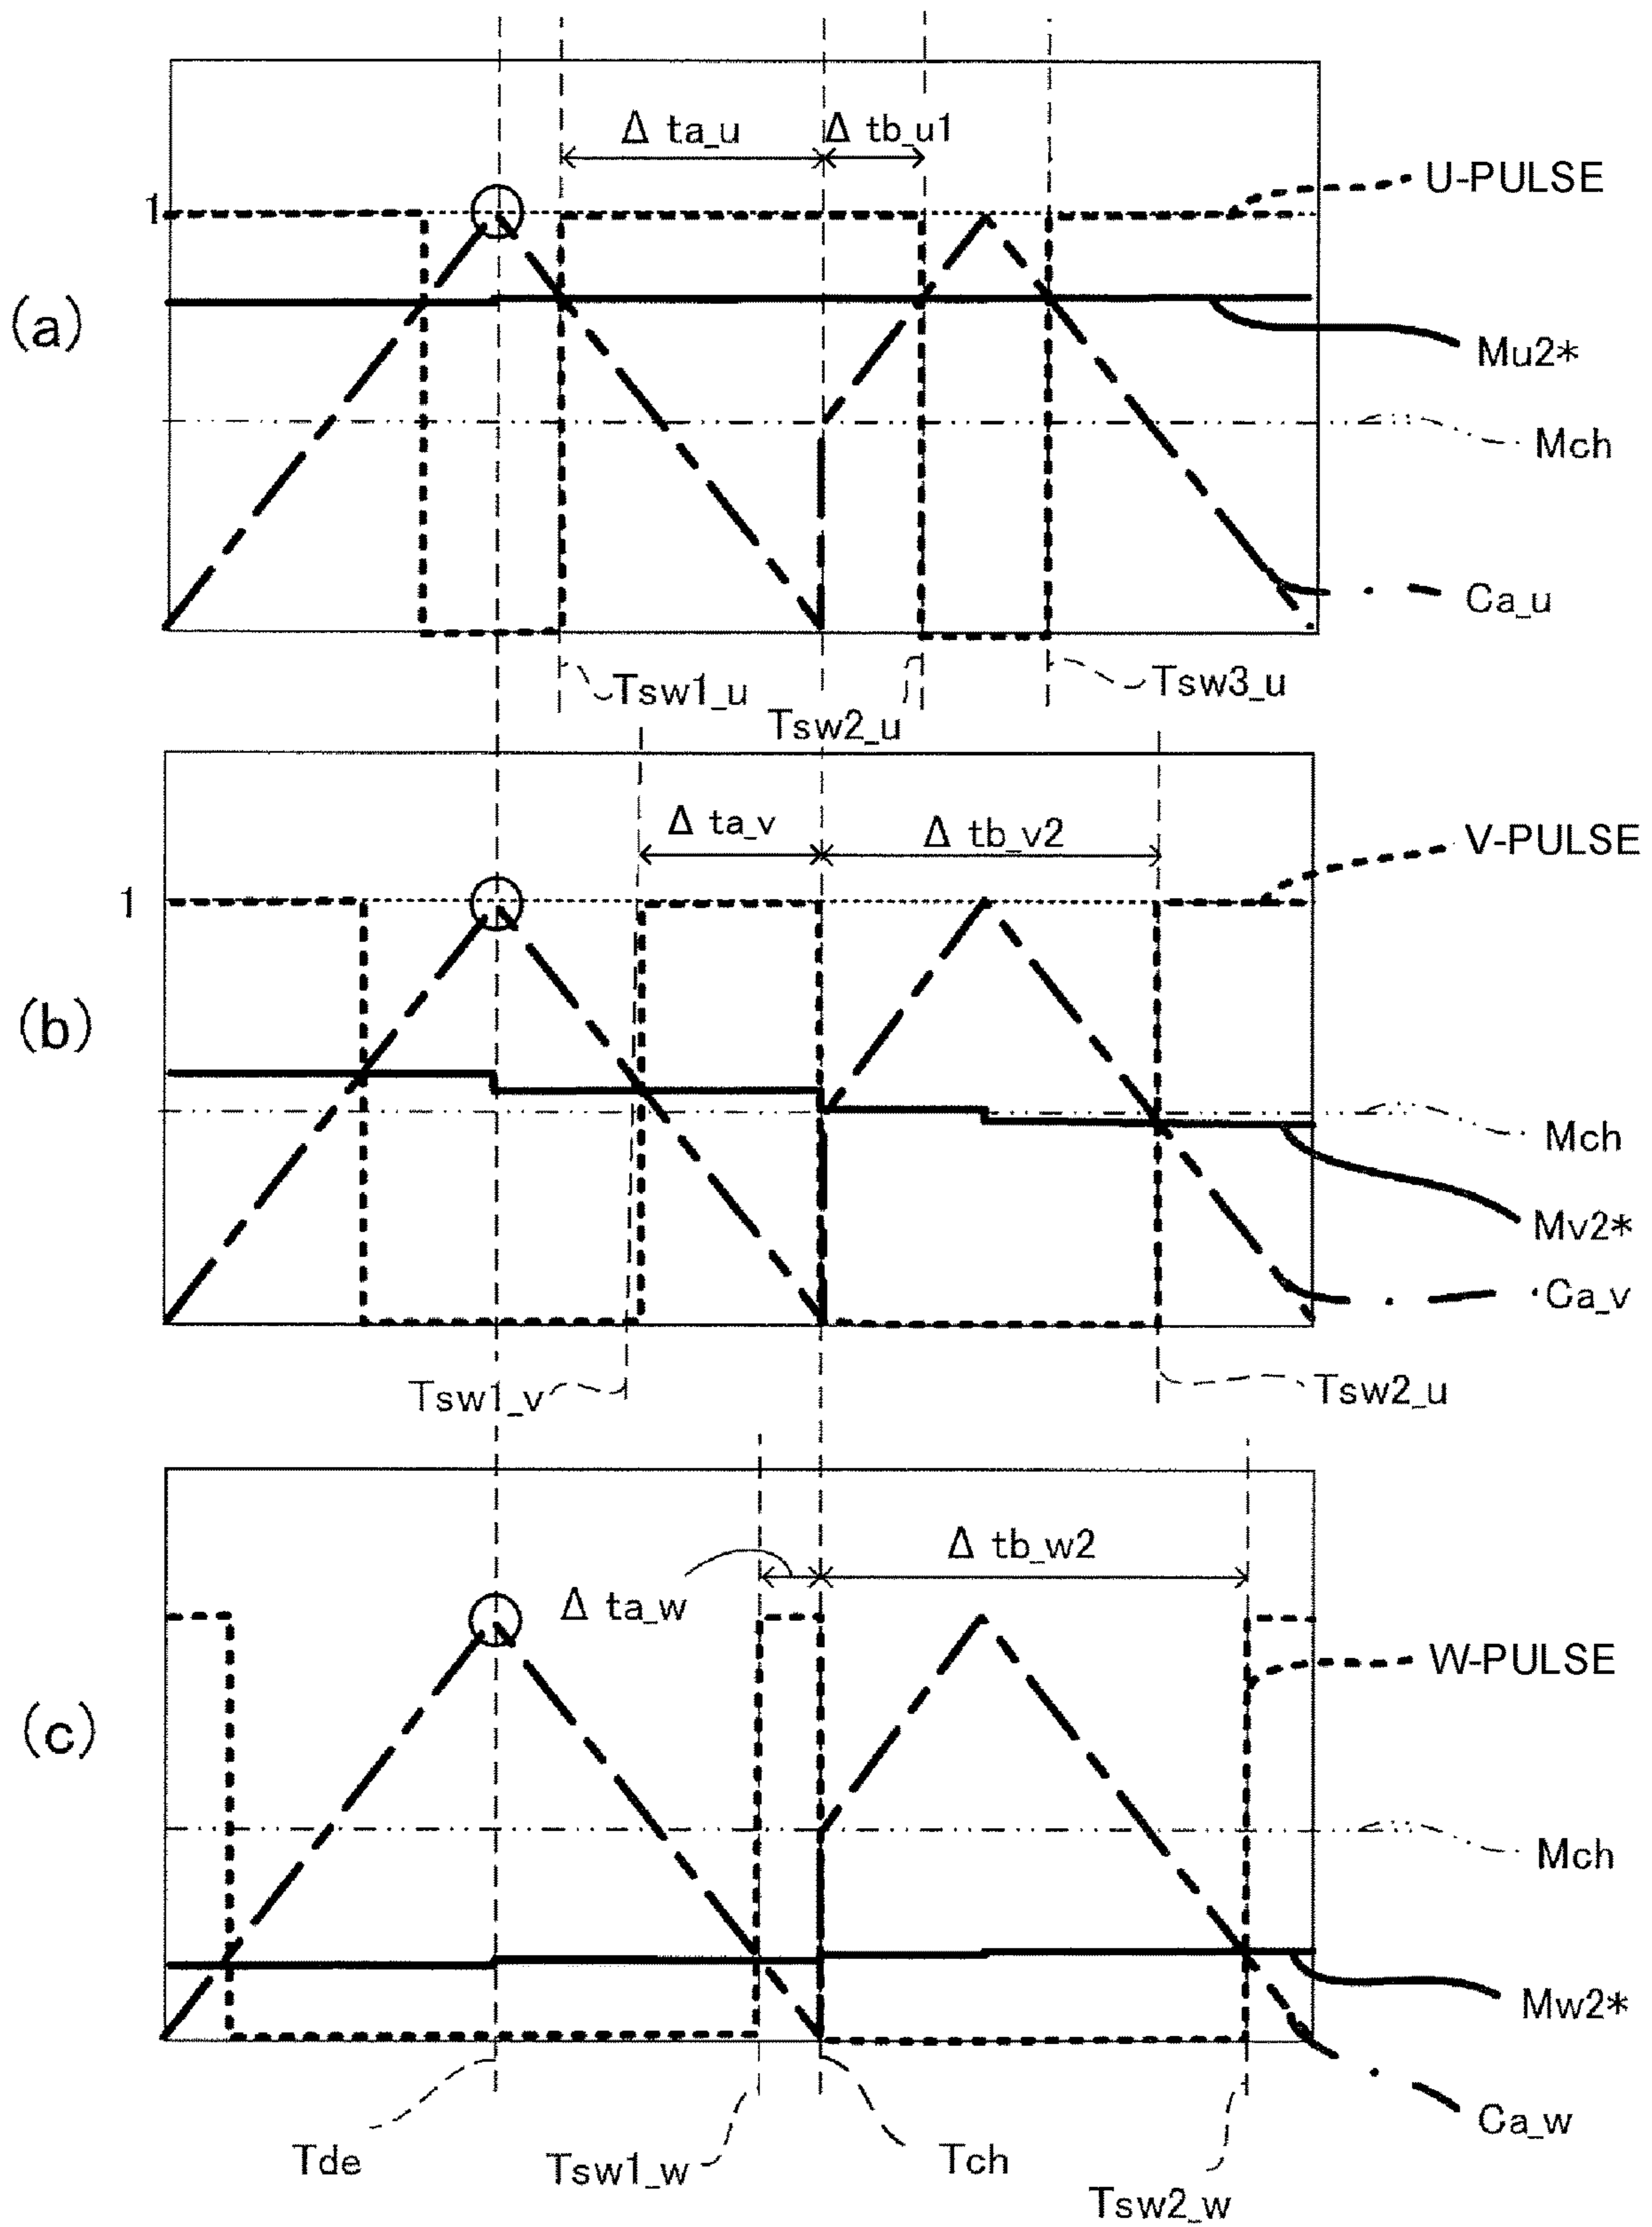 Δ ta_u
Δ tb_u1
U-PULSE
1
(a)
Mu2*
Mch
Ca_u
Tsw1_u
Tsw2_u
Tsw3_u
Δ ta_v
Δ tb_v2
V-PULSE
1
(b)
Mch
Mv2*
Ca_v
Tsw1_v
Tsw2_u
Δ tb_w2
Δ ta_w
W-PULSE
(c)
Mch
Mw2*
Ca_w
Tde
Tsw1_w
Tch
Tsw2_w